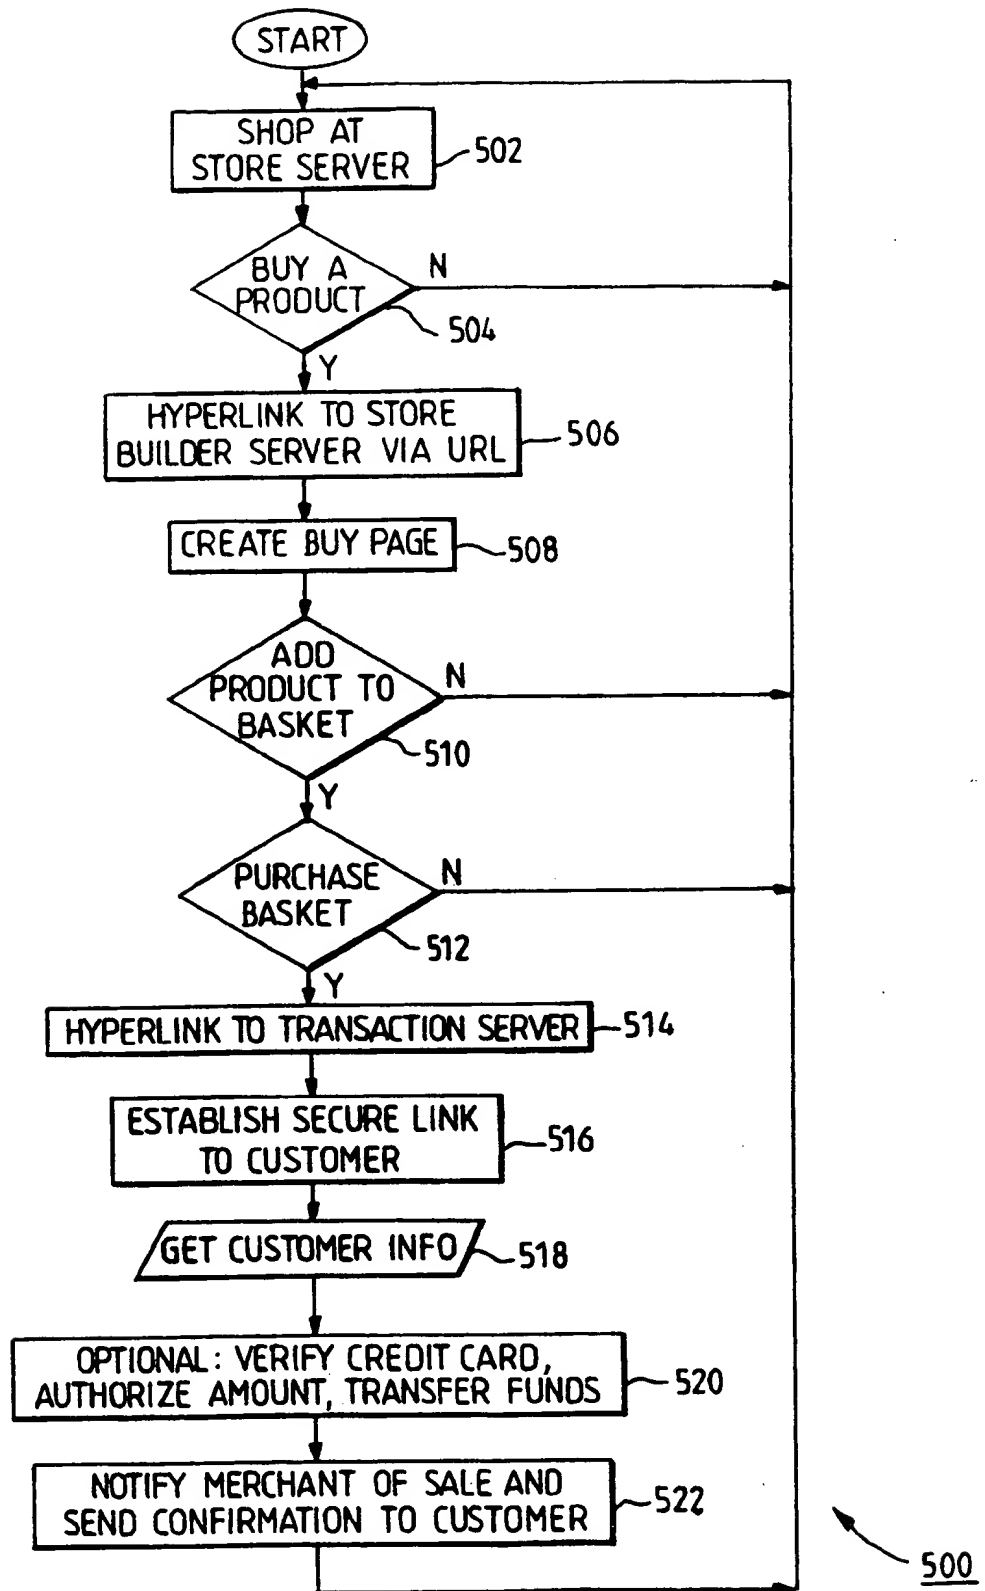 START
SHOP AT
STORE SERVER
502
BUY A
PRODUCT
N
504
Y
HYPERLINK TO STORE
BUILDER SERVER VIA URL
506
CREATE BUY PAGE
508
ADD
PRODUCT TO
BASKET
N
510
Y
PURCHASE
BASKET
N
512
Y
HYPERLINK TO TRANSACTION SERVER
514
ESTABLISH SECURE LINK
TO CUSTOMER
516
GET CUSTOMER INFO
518
OPTIONAL: VERIFY CREDIT CARD,
AUTHORIZE AMOUNT, TRANSFER FUNDS
520
NOTIFY MERCHANT OF SALE AND
SEND CONFIRMATION TO CUSTOMER
522
500